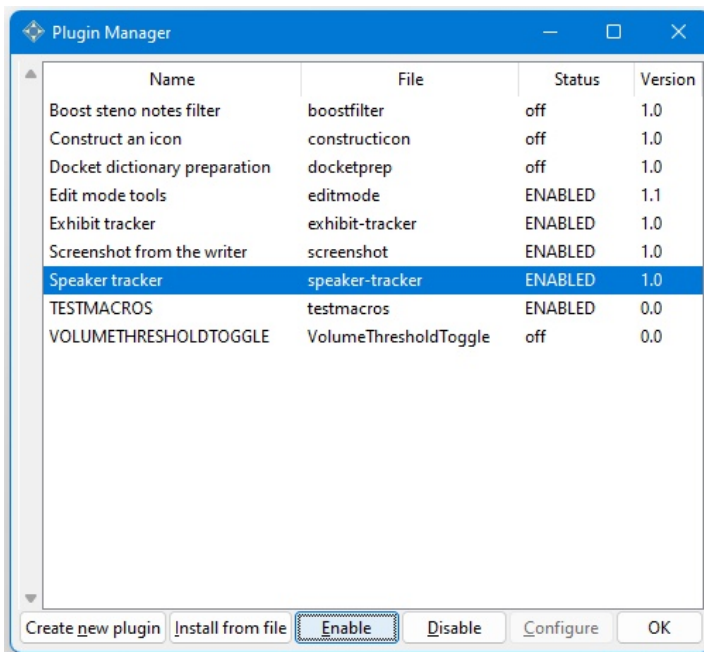 Plugin Manager
Name File Status Version
Boost steno notes filter boostfilter off 1.0
Construct an icon constructicon off 1.0
Docket dictionary preparation docketprep off 1.0
Edit mode tools editmode ENABLED 1.1
Exhibit tracker exhibit-tracker ENABLED 1.0
Screenshot from the writer screenshot ENABLED 1.0
Speaker tracker speaker-tracker ENABLED 1.0
TESTMACROS testmacros ENABLED 0.0
VOLUMETHRESHOLDTOGGLE VolumeThresholdToggle off 0.0
Create new plugin Install from file Enable Disable Configure OK